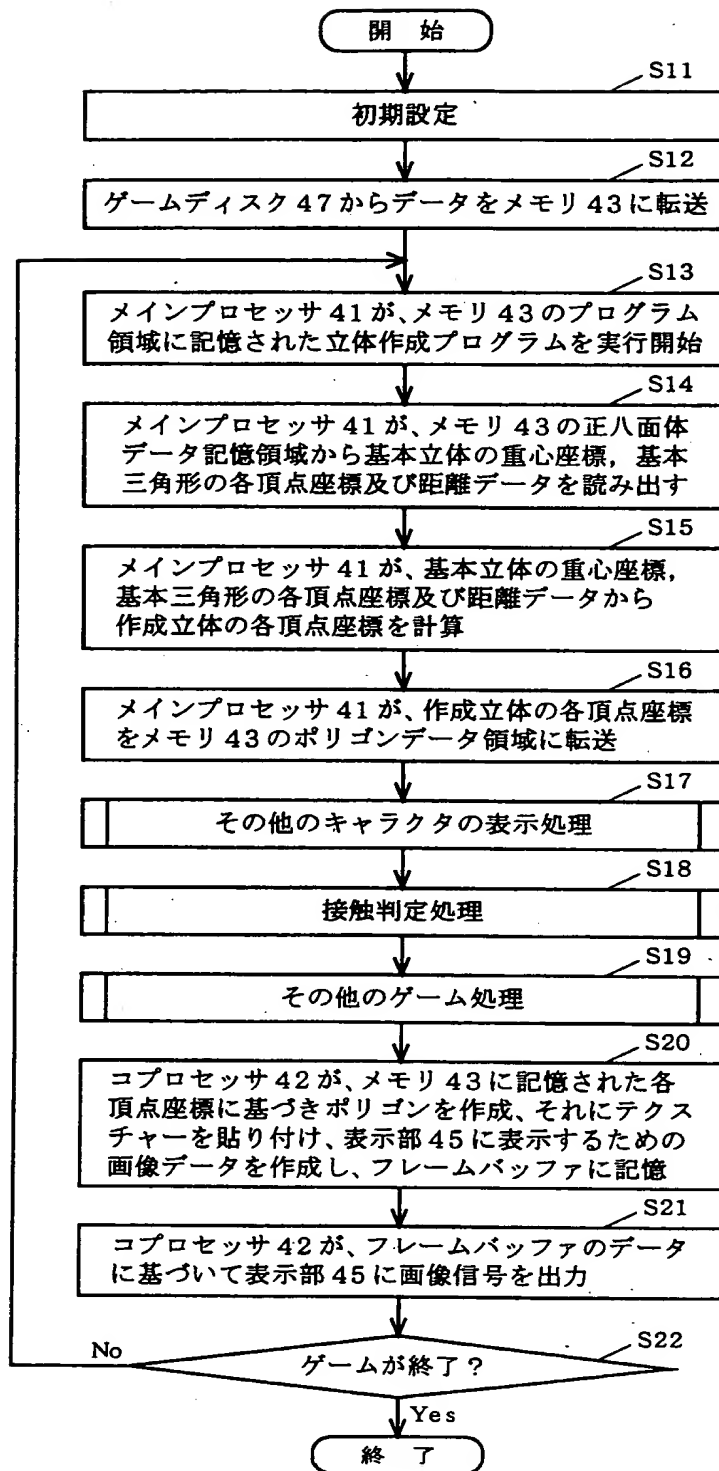 開 始
S11
初期設定
S12
ゲームディスク47からデータをメモリ43に転送
S13
メインプロセッサ41が、メモリ43のプログラム
領域に記憶された立体作成プログラムを実行開始
S14
メインプロセッサ41が、メモリ43の正八面体
データ記憶領域から基本立体の重心座標，基本
三角形の各頂点座標及び距離データを読み出す
S15
メインプロセッサ41が、基本立体の重心座標，
基本三角形の各頂点座標及び距離データから
作成立体の各頂点座標を計算
S16
メインプロセッサ41が、作成立体の各頂点座標
をメモリ43のポリゴンデータ領域に転送
S17
その他のキャラクタの表示処理
S18
接触判定処理
S19
その他のゲーム処理
S20
コプロセッサ42が、メモリ43に記憶された各
頂点座標に基づきポリゴンを作成、それにテクス
チャーを貼り付け、表示部45に表示するための
画像データを作成し、フレームバッファに記憶
S21
コプロセッサ42が、フレームバッファのデータ
に基づいて表示部45に画像信号を出力
S22
No
ゲームが終了？
Yes
終 了